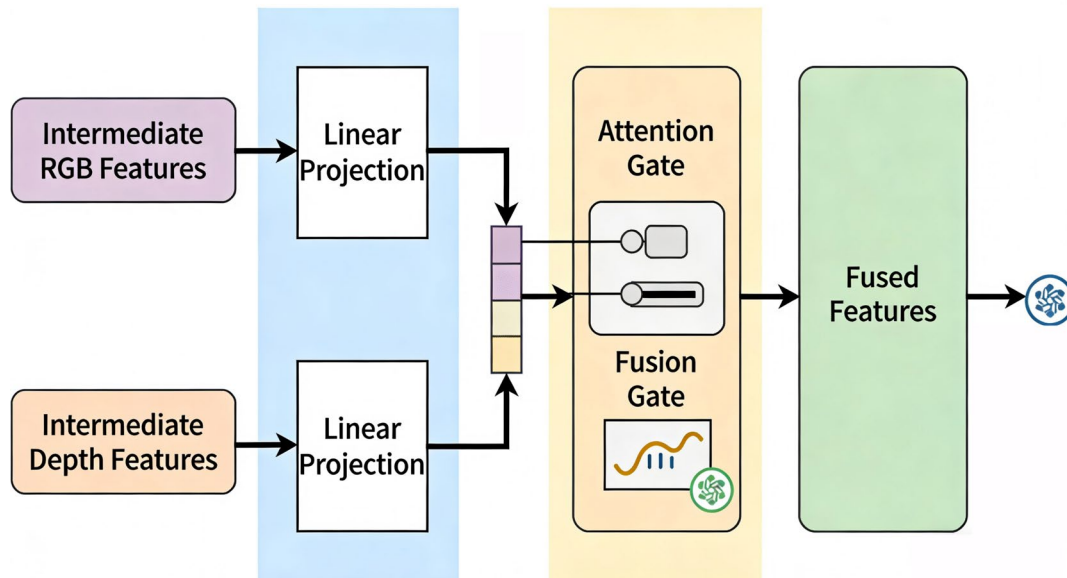 Intermediate
RGB Features
Linear
Projection
Attention
Gate
Fusion
Gate
Fused
Features
Intermediate
Depth Features
Linear
Projection